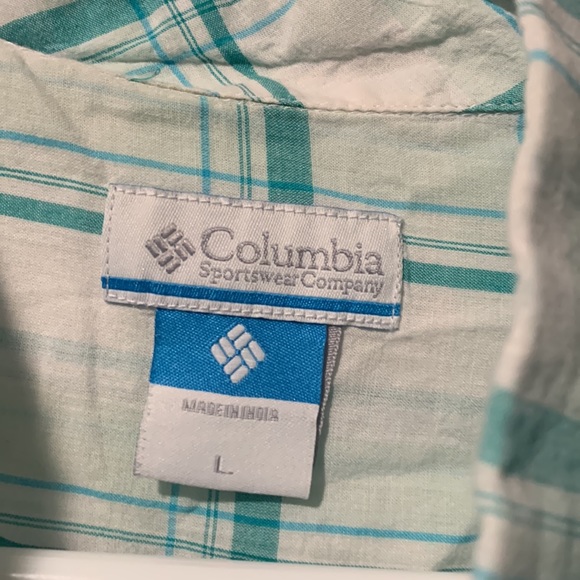 Columbia
Sportswear Company
MADE IN INDIA
L